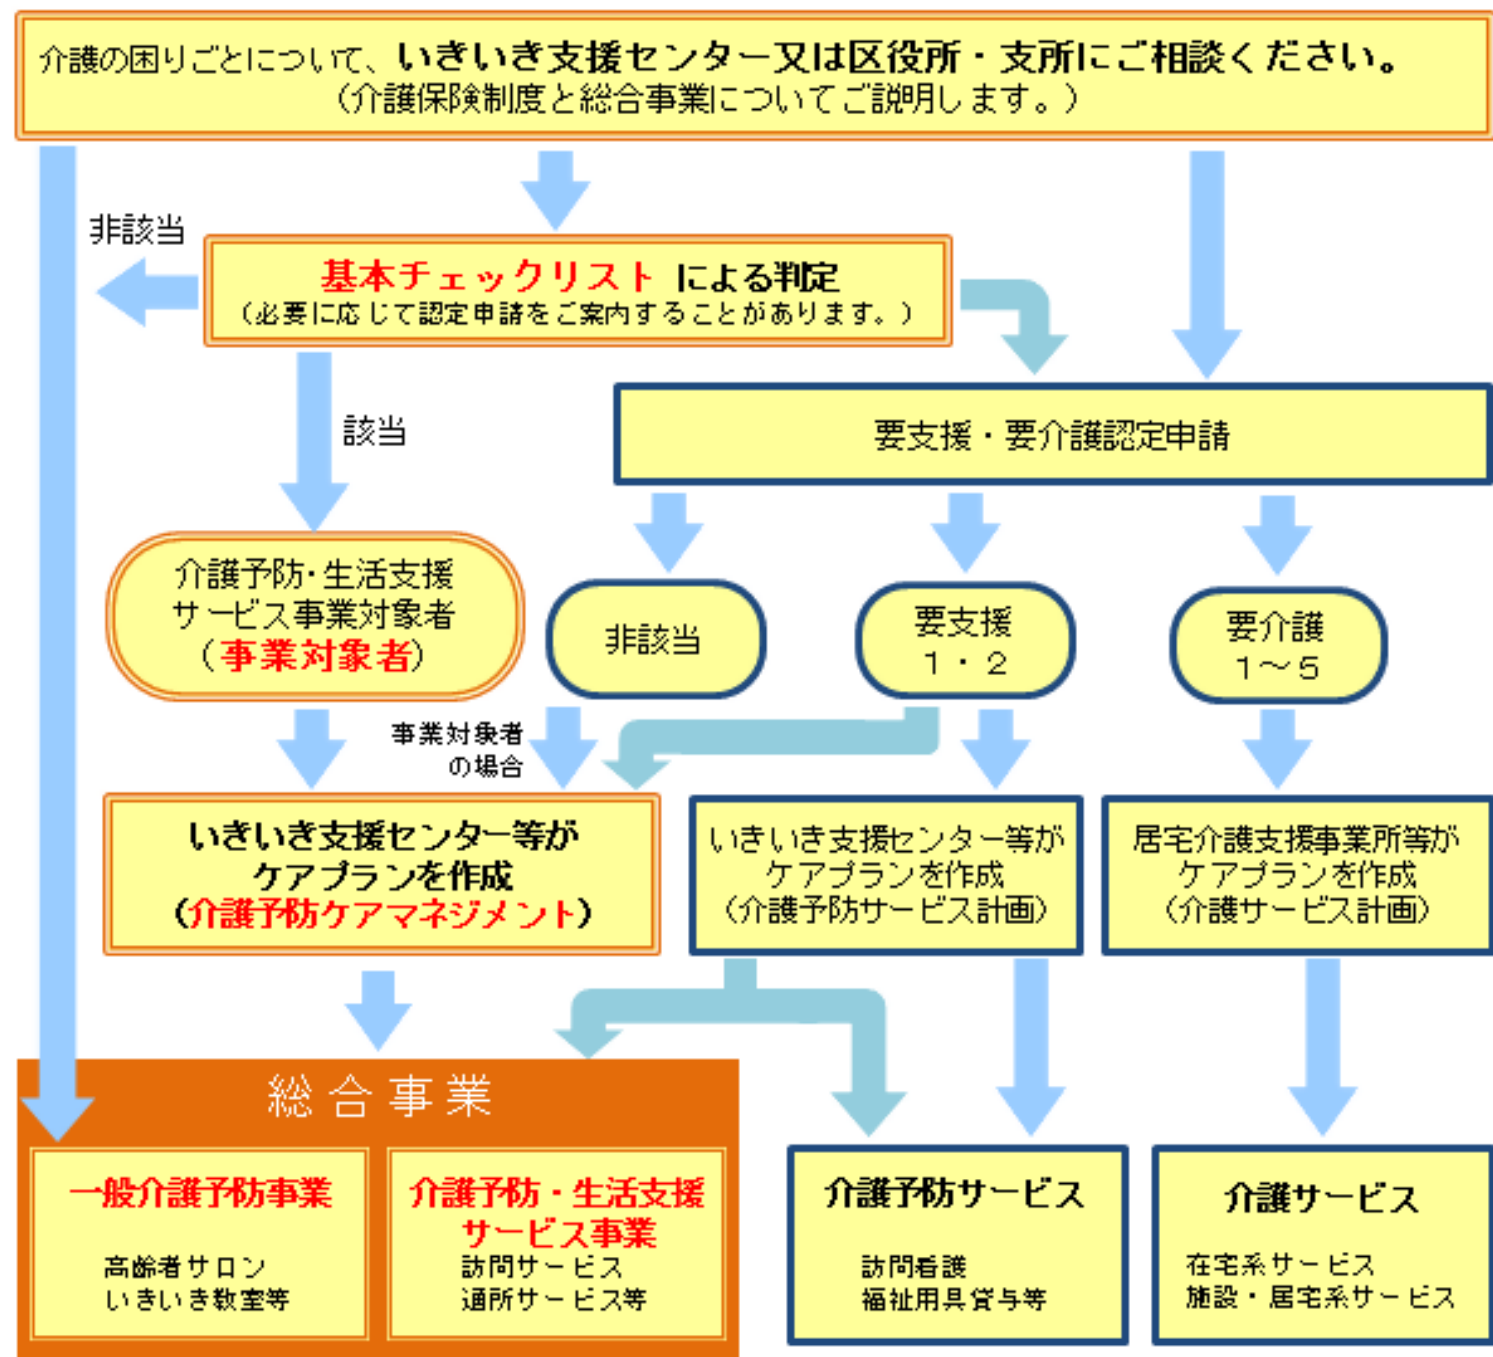 介護の困りごとについて、いきいき支援センター又は区役所・支所にご相談ください。
（介護保険制度と総合事業についてご説明します。）
非該当
基本チェックリスト による判定
（必要に応じて認定申請をご案内することがあります。）
該当
要支援・要介護認定申請
介護予防・生活支援
サービス事業対象者
（事業対象者）
非該当
要支援
１・２
要介護
１～５
事業対象者
の場合
いきいき支援センター等が
ケアプランを作成
（介護予防ケアマネジメント）
いきいき支援センター等が
ケアプランを作成
（介護予防サービス計画）
居宅介護支援事業所等が
ケアプランを作成
（介護サービス計画）
総合事業
一般介護予防事業
高齢者サロン
いきいき教室等
介護予防・生活支援
サービス事業
訪問サービス
通所サービス等
介護予防サービス
訪問看護
福祉用具貸与等
介護サービス
在宅系サービス
施設・居宅系サービス